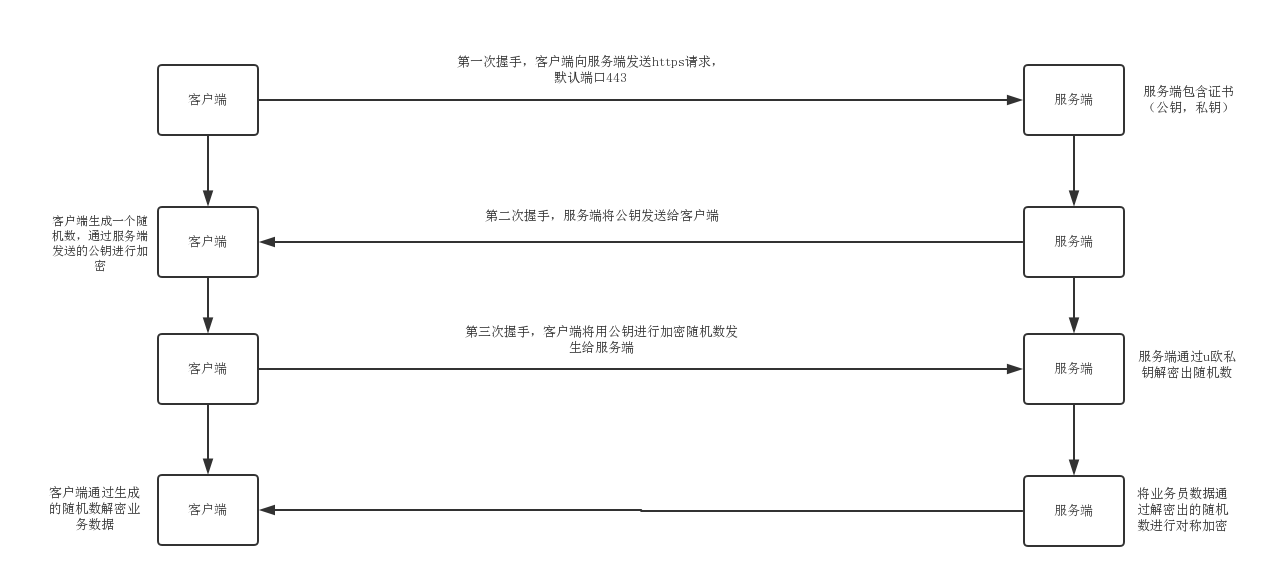 第一次握手，客户端向服务端发送https请求，
默认端口443
客户端
服务端
服务端包含证书
（公钥，私钥）
第二次握手，服务端将公钥发送给客户端
客户端生成一个随
机数，通过服务端
发送的公钥进行加
密
客户端
服务端
第三次握手，客户端将用公钥进行加密随机数发
生给服务端
客户端
服务端
服务端通过u欧私
钥解密出随机数
客户端通过生成
的随机数解密业
务数据
客户端
服务端
将业务员数据通
过解密出的随机
数进行对称加密